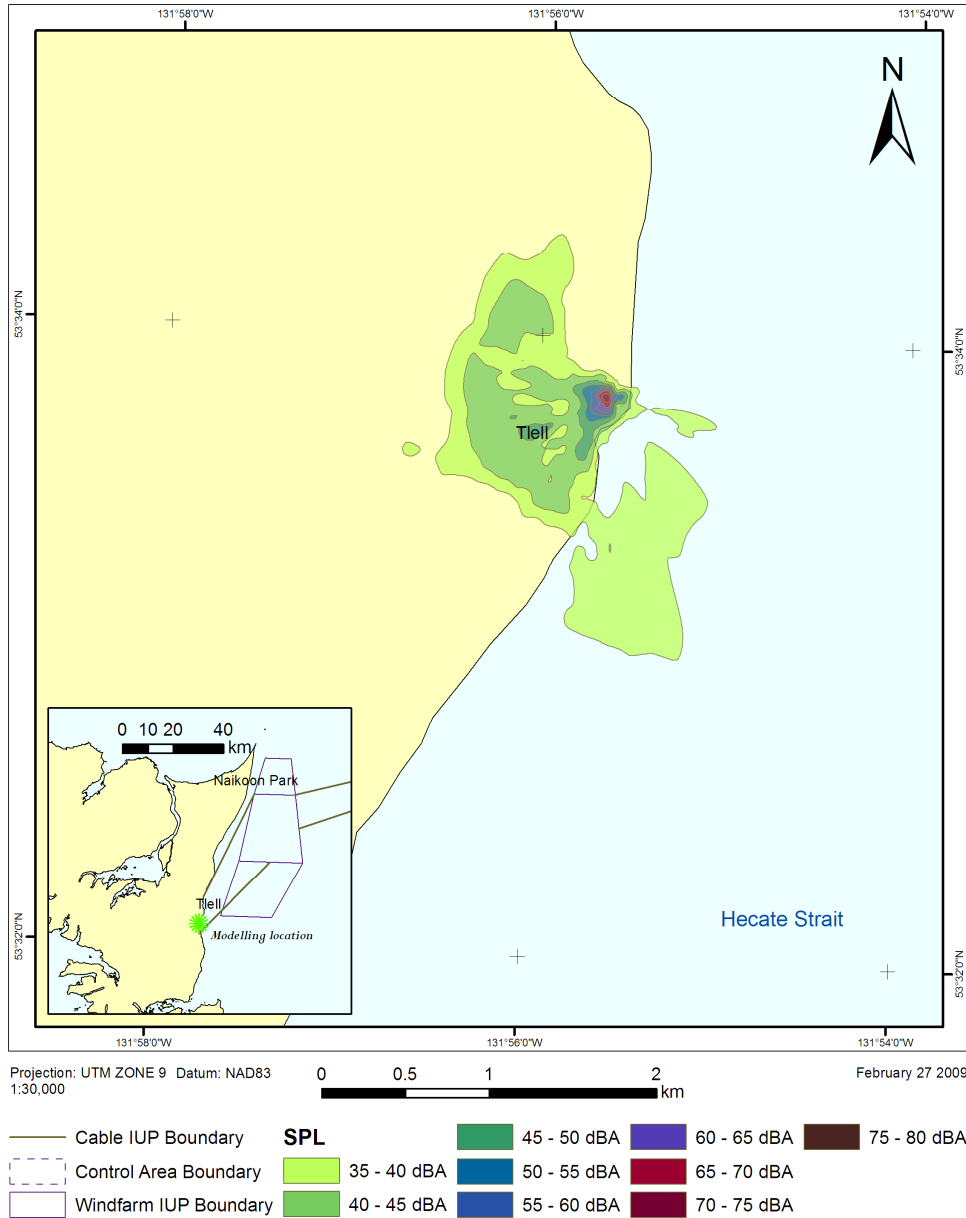 131°58'0"W 131°56'0"W 131°54'0"W
N
53°34'0"N
53°34'0"N
Tlell
0 10 20 40
km
Naikoon Park
Tlell
Modelling location
Hecate Strait
53°32'0"N
53°32'0"N
131°58'0"W 131°56'0"W 131°54'0"W
Projection: UTM ZONE 9 Datum: NAD83
1:30,000
0 0.5 1 2
km
February 27 2009
Cable IUP Boundary
Control Area Boundary
Windfarm IUP Boundary
SPL
35 - 40 dBA
40 - 45 dBA
45 - 50 dBA
50 - 55 dBA
55 - 60 dBA
60 - 65 dBA
65 - 70 dBA
70 - 75 dBA
75 - 80 dBA